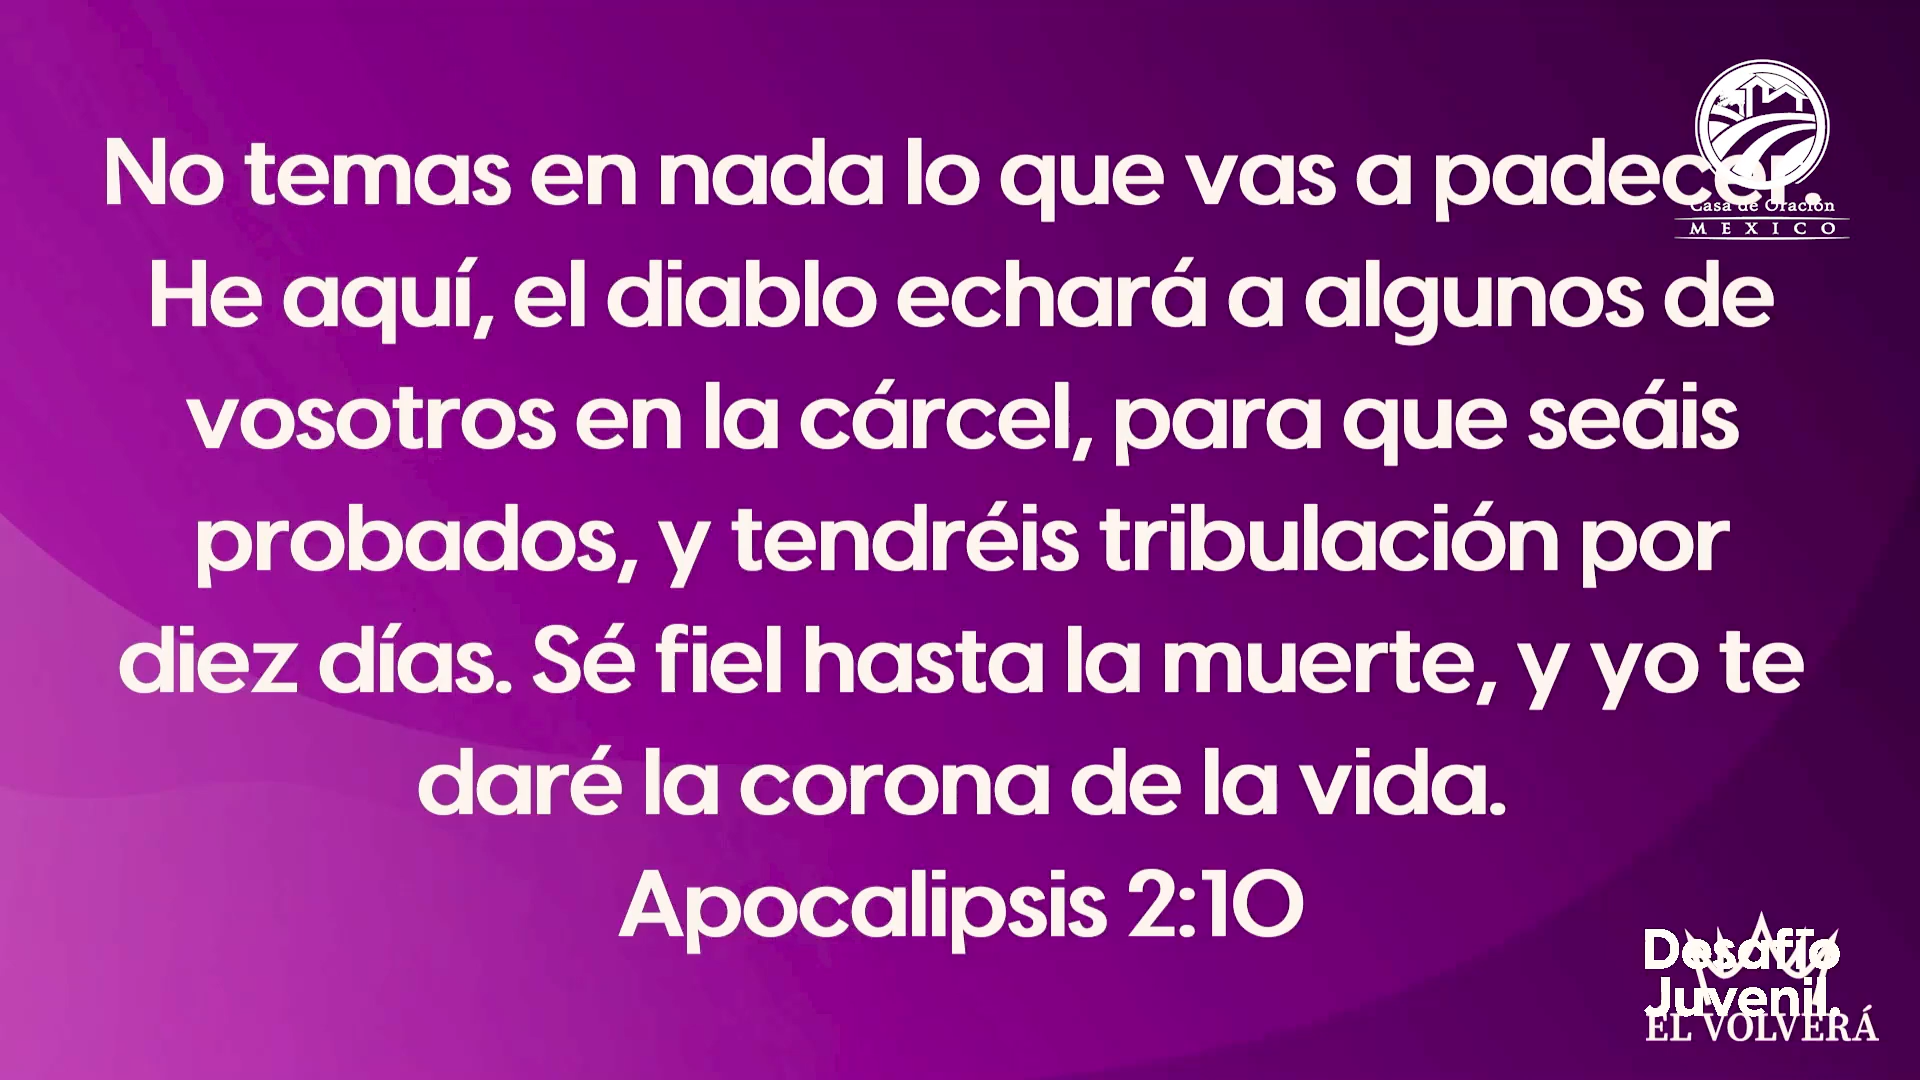 No temas en nada lo que vas a padecer.
Casa de Oración
MEXICO
He aquí, el diablo echará a algunos de
vosotros en la cárcel, para que seáis
probados, y tendréis tribulación por
diez días. Sé fiel hasta la muerte, y yo te
daré la corona de la vida.
Apocalipsis 2:10
Desafío
Juvenil.
EL VOLVERÁ